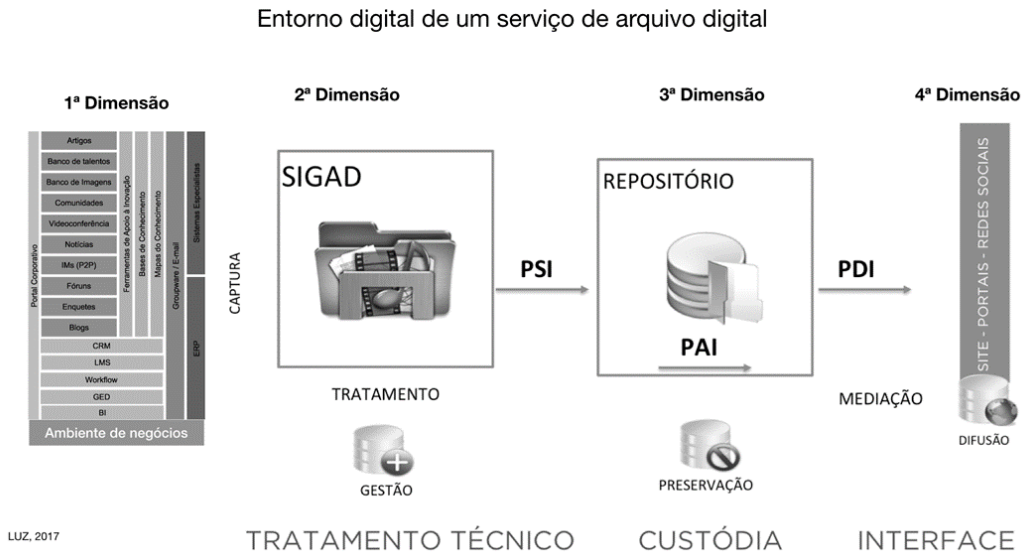 Entorno digital de um serviço de arquivo digital
1ª Dimensão
2ª Dimensão
3ª Dimensão
4ª Dimensão
Portal Corporativo
Artigos
Banco de talentos
Banco de Imagens
Comunidades
Videoconferência
Notícias
IMs (P2P)
Fóruns
Enquetes
Blogs
Ferramentas de Apoio à Inovação
Bases de Conhecimento
Mapas do Conhecimento
CRM
LMS
Workflow
GED
BI
Groupware / E-mail
Sistemas Especialistas
ERP
Ambiente de negócios
CAPTURA
SIGAD
TRATAMENTO
GESTÃO
PSI
REPOSITÓRIO
PAI
PRESERVAÇÃO
PDI
MEDIAÇÃO
SITE - PORTAIS - REDES SOCIAIS
DIFUSÃO
LUZ, 2017
TRATAMENTO TÉCNICO
CUSTÓDIA
INTERFACE